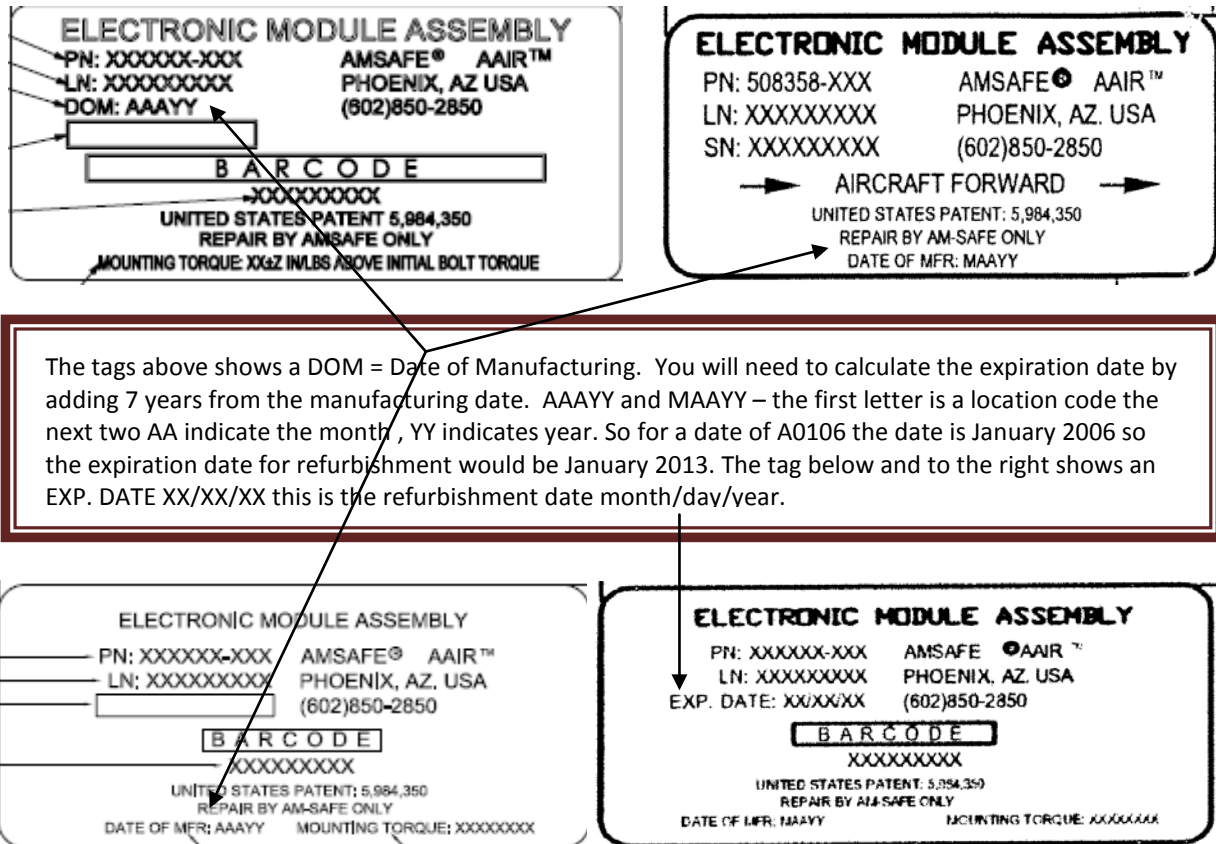 ELECTRONIC MODULE ASSEMBLY
PN: XXXXXX-XXX AMSAFE® AAIR™
LN: XXXXXXXXX PHOENIX, AZ USA
DOM: AAAYY (602)850-2850
BARCODE
XXXXXXXXX
UNITED STATES PATENT 5,984,350
REPAIR BY AMSAFE ONLY
MOUNTING TORQUE: XX±Z IN/LBS ABOVE INITIAL BOLT TORQUE
ELECTRONIC MODULE ASSEMBLY
PN: 508358-XXX AMSAFE® AAIR™
LN: XXXXXXXXX PHOENIX, AZ. USA
SN: XXXXXXXXX (602)850-2850
AIRCRAFT FORWARD
UNITED STATES PATENT: 5,984,350
REPAIR BY AM-SAFE ONLY
DATE OF MFR: MAAYY
The tags above shows a DOM = Date of Manufacturing. You will need to calculate the expiration date by
adding 7 years from the manufacturing date. AAAYY and MAAYY – the first letter is a location code the
next two AA indicate the month , YY indicates year. So for a date of A0106 the date is January 2006 so
the expiration date for refurbishment would be January 2013. The tag below and to the right shows an
EXP. DATE XX/XX/XX this is the refurbishment date month/day/year.
ELECTRONIC MODULE ASSEMBLY
PN: XXXXXX-XXX AMSAFE® AAIR™
LN: XXXXXXXXX PHOENIX, AZ. USA
(602)850-2850
BARCODE
XXXXXXXXX
UNITED STATES PATENT: 5,984,350
REPAIR BY AM-SAFE ONLY
DATE OF MFR: AAAYY MOUNTING TORQUE: XXXXXXXX
ELECTRONIC MODULE ASSEMBLY
PN: XXXXXX-XXX AMSAFE ®AAIR ™
LN: XXXXXXXXX PHOENIX, AZ. USA
EXP. DATE: XX/XX/XX (602)850-2850
BARCODE
XXXXXXXXX
UNITED STATES PATENT: 5,984,350
REPAIR BY AM-SAFE ONLY
DATE OF MFR: MAAYY MOUNTING TORQUE: XXXXXXXX